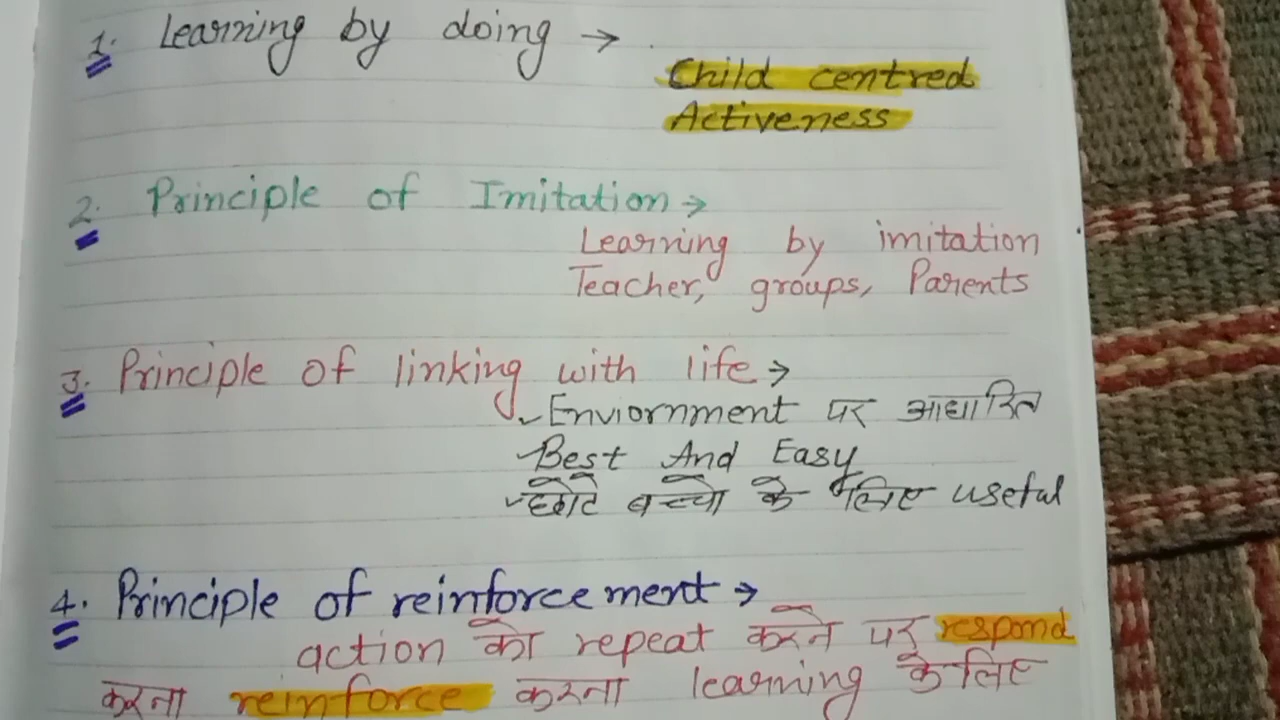 1. Learning by doing →
Child centred
Activeness
2. Principle of Imitation →
Learning by imitation
Teacher, groups, Parents
3. Principle of linking with life →
✓ Enviornment पर आधारित
✓ Best And Easy
✓ छोटे बच्चो के लिए useful
4. Principle of reinforcement →
action को repeat करने पर respond
करना reinforce करना learning के लिए